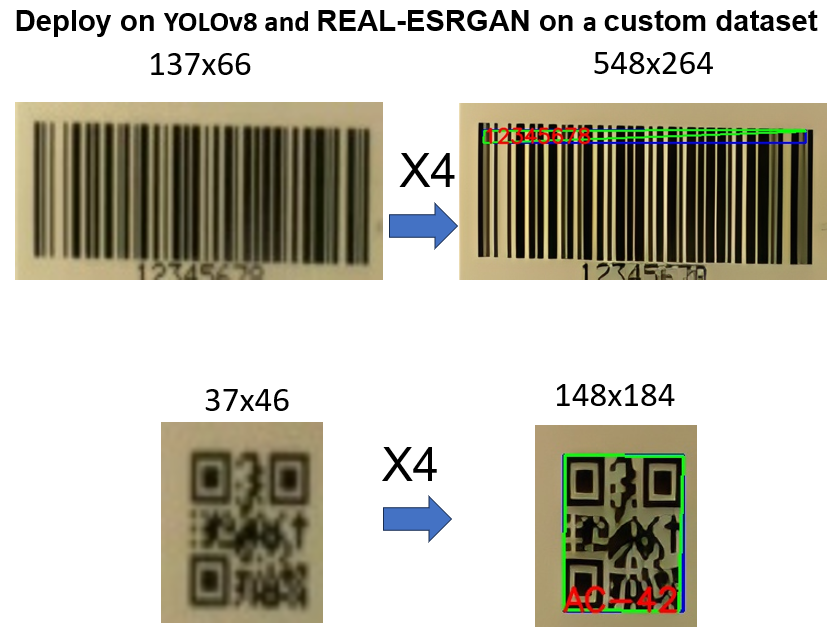 Deploy on YOLOv8 and REAL-ESRGAN on a custom dataset
137x66
548x264
12345678
X4
12345678
37x46
148x184
X4
AC-42